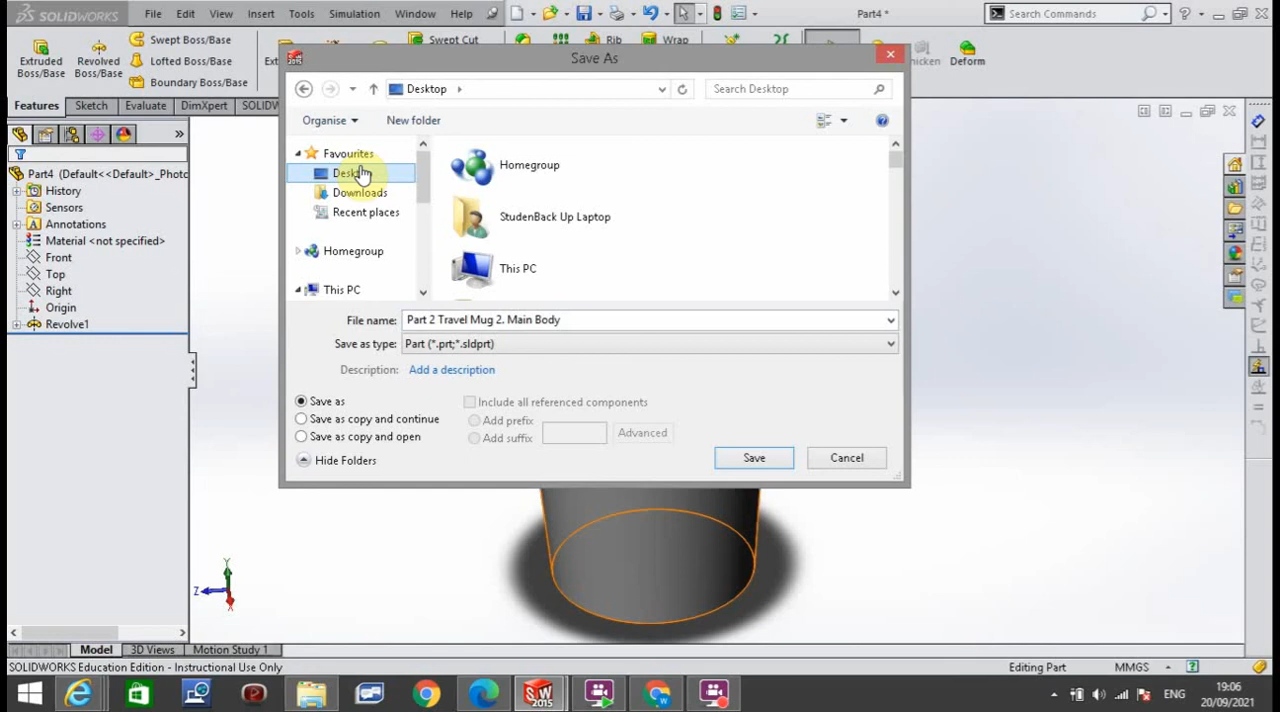 SOLIDWORKS File Edit View Insert Tools Simulation Window Help Part4 * Search Commands
Extruded Boss/Base
Revolved Boss/Base
Swept Boss/Base
Lofted Boss/Base
Boundary Boss/Base
Swept Cut
Rib
Wrap
Deform
Features Sketch Evaluate DimXpert
Part4 (Default<<Default>_Photo
History
Sensors
Annotations
Material <not specified>
Front
Top
Right
Origin
Revolve1
Save As
Desktop
Search Desktop
Organise
New folder
Favourites
Desktop
Downloads
Recent places
Homegroup
This PC
Homegroup
StudenBack Up Laptop
This PC
File name: Part 2 Travel Mug 2. Main Body
Save as type: Part (*.prt;*.sldprt)
Description: Add a description
Save as
Save as copy and continue
Save as copy and open
Include all referenced components
Add prefix
Add suffix
Advanced
Hide Folders
Save
Cancel
Y
Z
X
Model 3D Views Motion Study 1
SOLIDWORKS Education Edition - Instructional Use Only
Editing Part
MMGS
SW 2015
ENG
19:06
20/09/2021